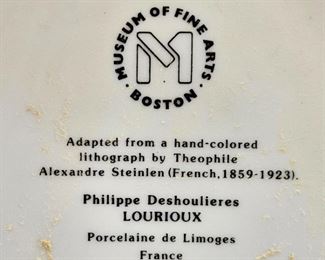 MUSEUM OF FINE ARTS
· BOSTON ·
M
Adapted from a hand-colored
lithograph by Theophile
Alexandre Steinlen (French, 1859-1923).
Philippe Deshoulieres
LOURIOUX
Porcelaine de Limoges
France